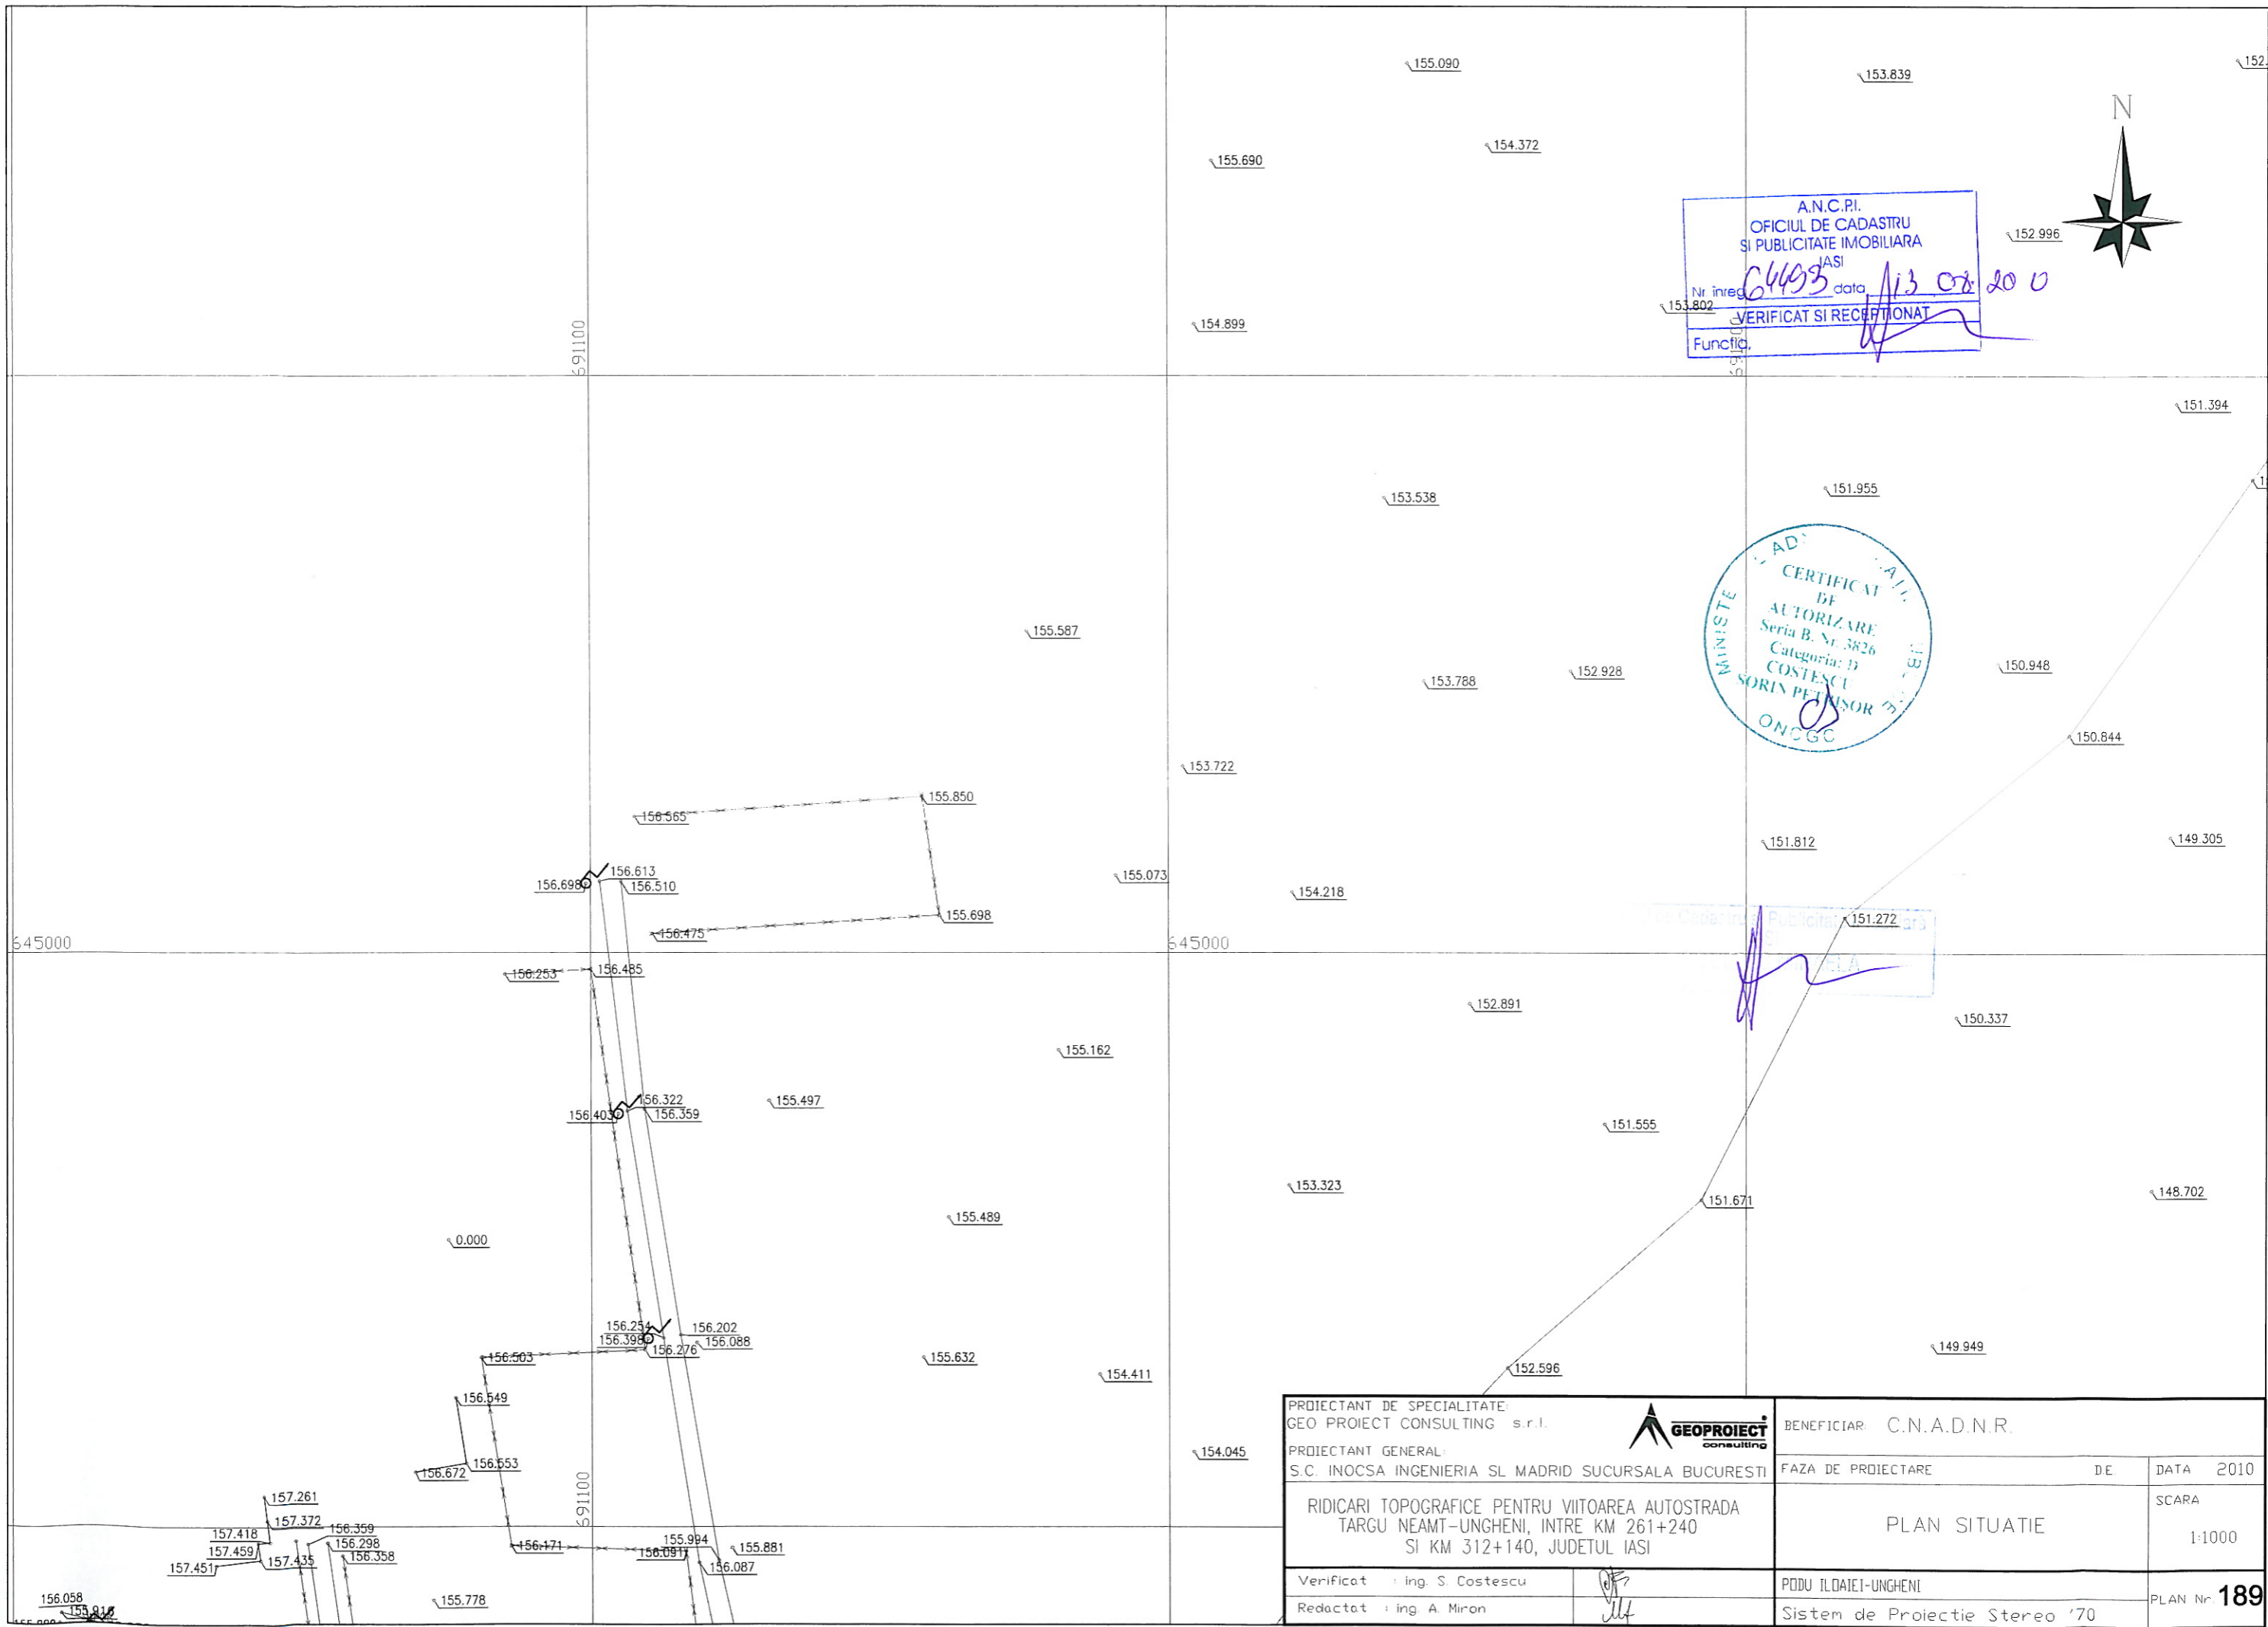 155.090
153.839
152.
N
154.372
155.690
A.N.C.P.I.
OFICIUL DE CADASTRU
SI PUBLICITATE IMOBILIARA
IASI
152.996
Nr. înreg 64493 data 13
153.802
VERIFICAT SI RECEPTIONAT
Funcția,
154.899
691100
151.394
153.538
151.955
CERTIFICAT
DE
AUTORIZARE
Seria B. Nr. 3826
Categoria: D
COSTESCU
SORIN PETRIȘOR
MINISTE
ONCGC
155.587
153.788
152.928
150.948
150.844
153.722
155.850
156.565
151.812
149.305
156.613
156.698
156.510
155.073
154.218
155.698
151.272
156.475
645000
645000
156.253
156.485
152.891
150.337
155.162
155.497
156.322
156.403
156.359
151.555
153.323
151.671
148.702
155.489
0.000
156.254
156.202
156.398
156.088
156.276
156.503
155.632
154.411
152.596
149.949
156.549
156.553
156.672
154.045
157.261
691100
157.372
157.418
156.359
156.298
157.459
157.435
156.358
157.451
156.171
155.994
156.091
155.881
156.087
156.058
155.916
155.778
PROIECTANT DE SPECIALITATE:
GEO PROIECT CONSULTING s.r.l.
GEOPROIECT
consulting
PROIECTANT GENERAL:
S.C. INOCSA INGENIERIA SL MADRID SUCURSALA BUCURESTI
BENEFICIAR: C.N.A.D.N.R.
FAZA DE PROIECTARE D.E.
DATA 2010
RIDICARI TOPOGRAFICE PENTRU VIITOAREA AUTOSTRADA
TARGU NEAMT-UNGHENI, INTRE KM 261+240
SI KM 312+140, JUDETUL IASI
PLAN SITUATIE
SCARA
1:1000
Verificat : ing. S. Costescu
Redactat : ing. A. Miron
PODU ILOAIEI-UNGHENI
Sistem de Proiectie Stereo '70
PLAN Nr. 189